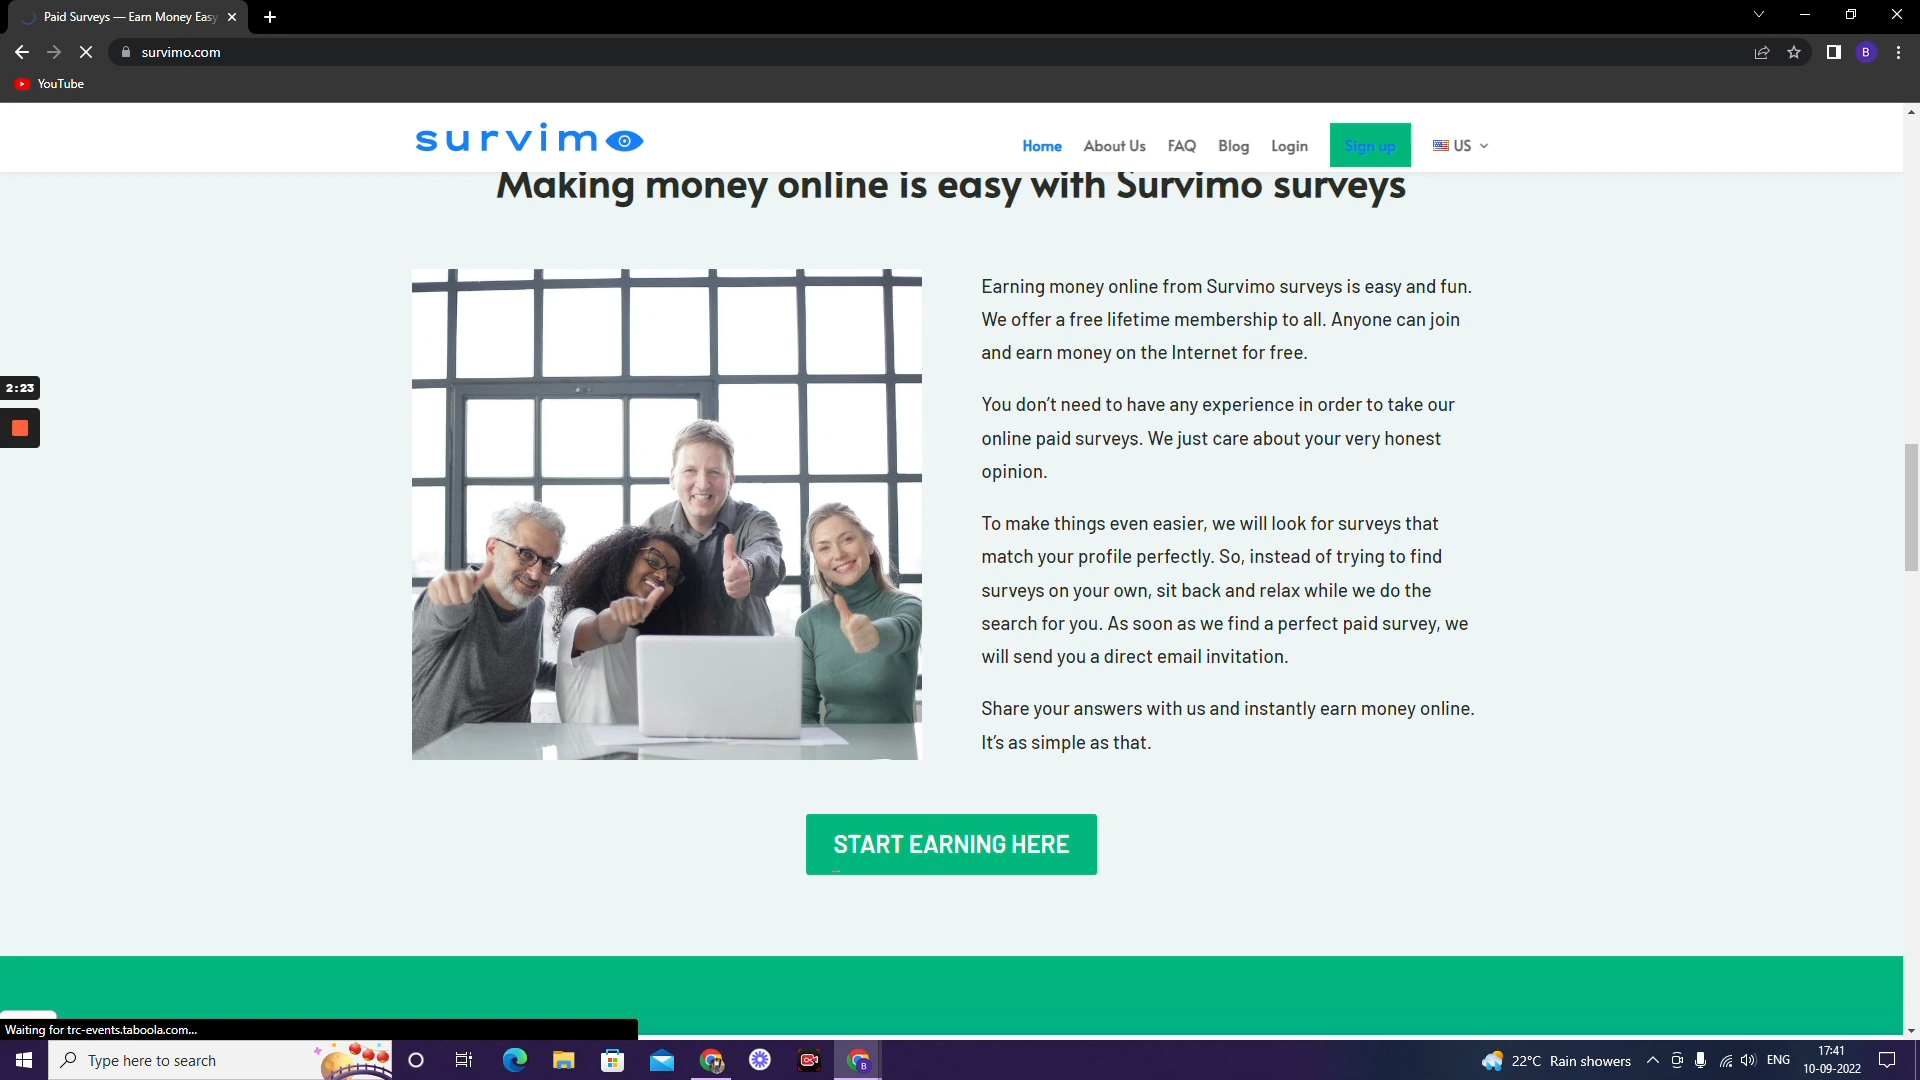 Paid Surveys — Earn Money Easy
survimo.com
B
YouTube
survimo
Home About Us FAQ Blog Login Sign up US
Making money online is easy with Survimo surveys
Earning money online from Survimo surveys is easy and fun.
We offer a free lifetime membership to all. Anyone can join
and earn money on the Internet for free.
2:23
You don't need to have any experience in order to take our
online paid surveys. We just care about your very honest
opinion.
To make things even easier, we will look for surveys that
match your profile perfectly. So, instead of trying to find
surveys on your own, sit back and relax while we do the
search for you. As soon as we find a perfect paid survey, we
will send you a direct email invitation.
Share your answers with us and instantly earn money online.
It's as simple as that.
START EARNING HERE
Waiting for trc-events.taboola.com...
Type here to search
B
22°C Rain showers
ENG
17:41
10-09-2022